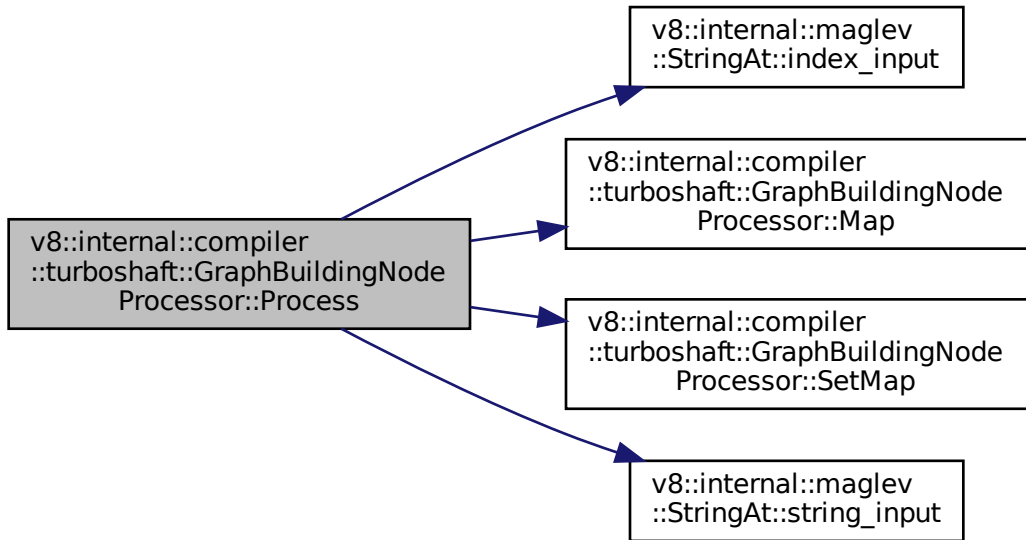 v8::internal::maglev
::StringAt::index_input
v8::internal::compiler
::turboshaft::GraphBuildingNode
Processor::Map
v8::internal::compiler
::turboshaft::GraphBuildingNode
Processor::Process
v8::internal::compiler
::turboshaft::GraphBuildingNode
Processor::SetMap
v8::internal::maglev
::StringAt::string_input